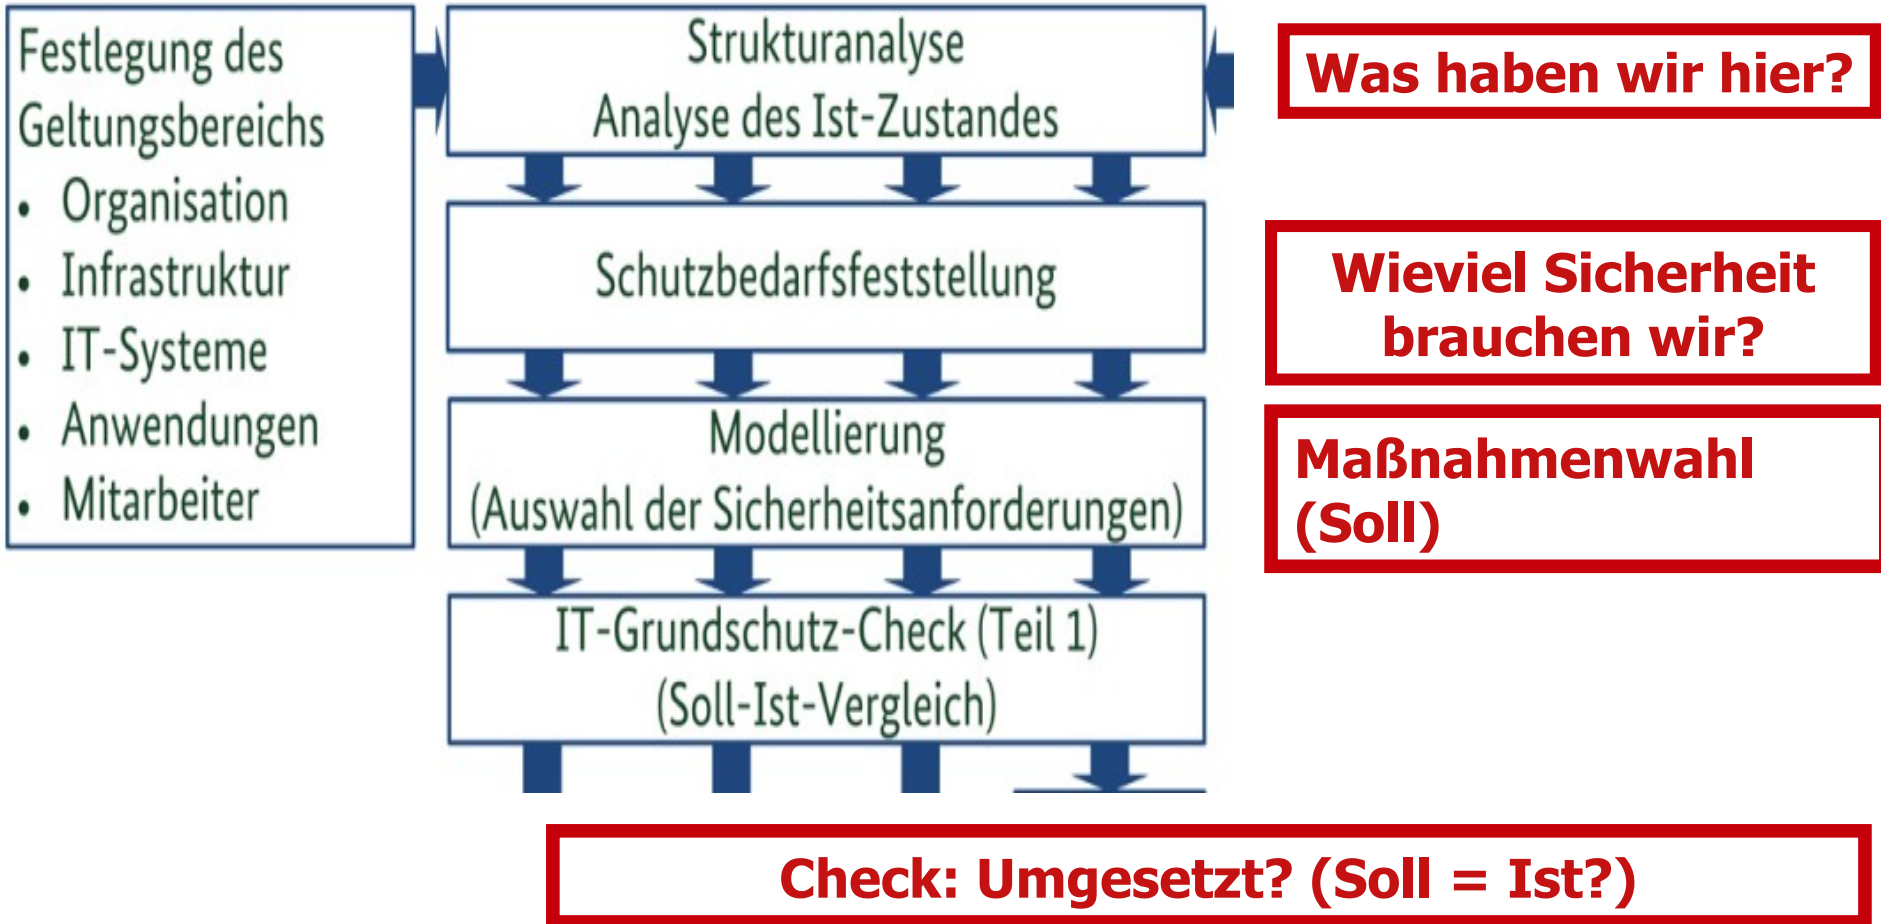 Festlegung des
Geltungsbereichs
• Organisation
• Infrastruktur
• IT-Systeme
• Anwendungen
• Mitarbeiter
Strukturanalyse
Analyse des Ist-Zustandes
Was haben wir hier?
Schutzbedarfsfeststellung
Wieviel Sicherheit
brauchen wir?
Modellierung
(Auswahl der Sicherheitsanforderungen)
Maßnahmenwahl
(Soll)
IT-Grundschutz-Check (Teil 1)
(Soll-Ist-Vergleich)
Check: Umgesetzt? (Soll = Ist?)